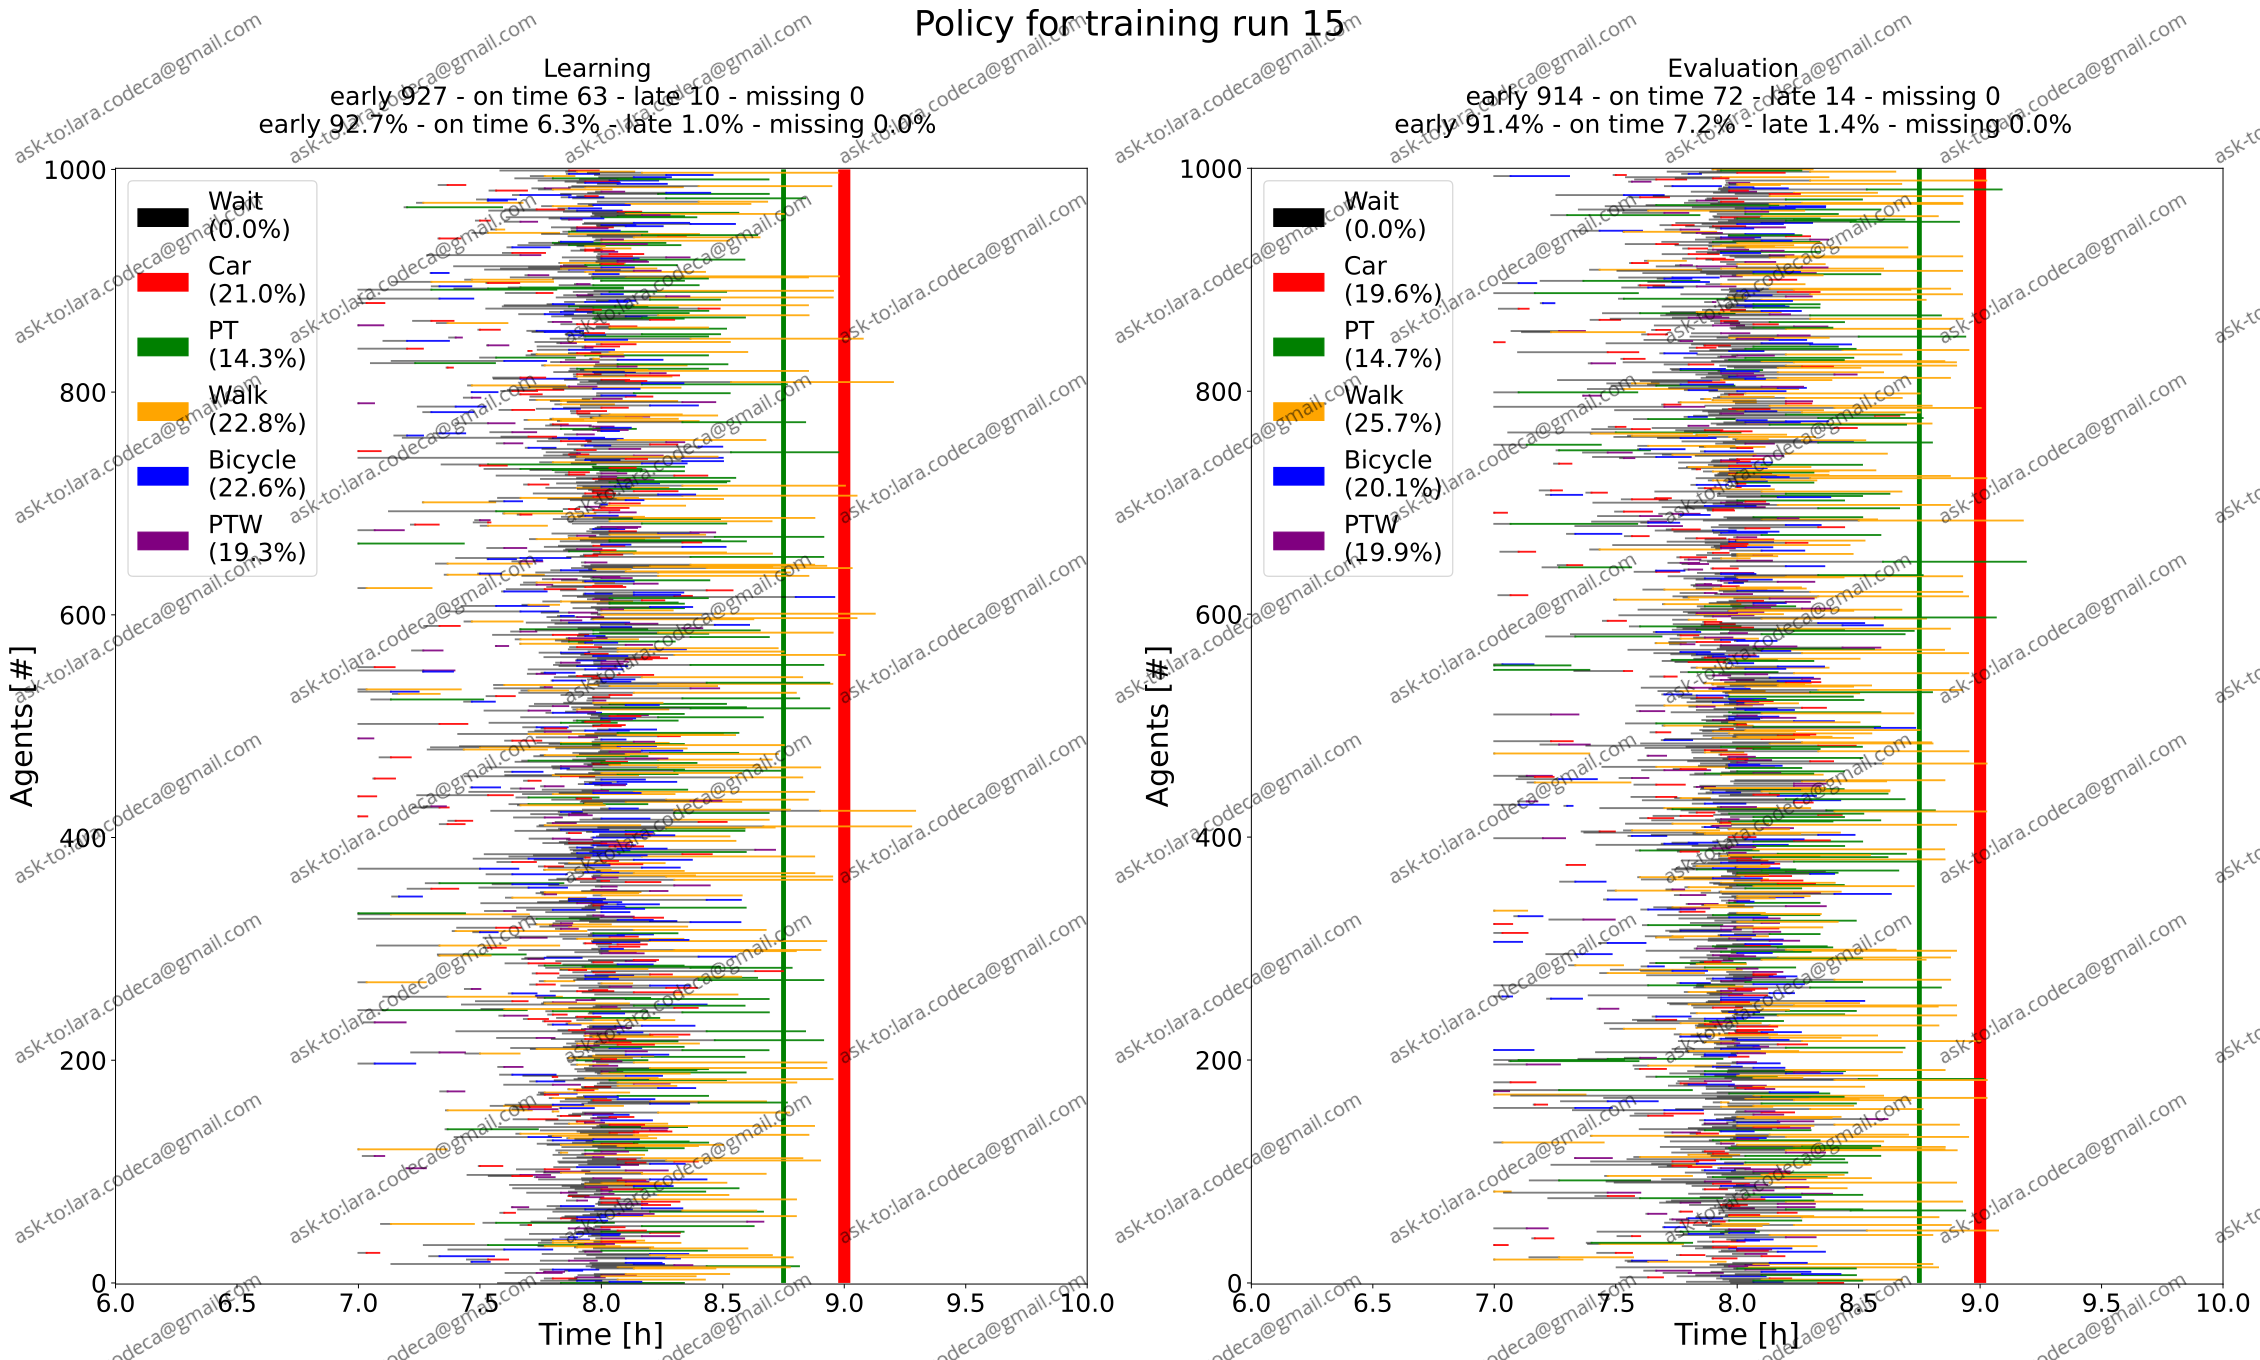 Policy for training run 15
Learning
early 927 - on time 63 - late 10 - missing 0
early 92.7% - on time 6.3% - late 1.0% - missing 0.0%
1000
800
600
400
200
0
Agents [#]
Wait
(0.0%)
Car
(21.0%)
PT
(14.3%)
Walk
(22.8%)
Bicycle
(22.6%)
PTW
(19.3%)
6.0 6.5 7.0 7.5 8.0 8.5 9.0 9.5 10.0
Time [h]
Evaluation
early 914 - on time 72 - late 14 - missing 0
early 91.4% - on time 7.2% - late 1.4% - missing 0.0%
1000
800
600
400
200
0
Agents [#]
Wait
(0.0%)
Car
(19.6%)
PT
(14.7%)
Walk
(25.7%)
Bicycle
(20.1%)
PTW
(19.9%)
6.0 6.5 7.0 7.5 8.0 8.5 9.0 9.5 10.0
Time [h]
ask-to:lara.codeca@gmail.com